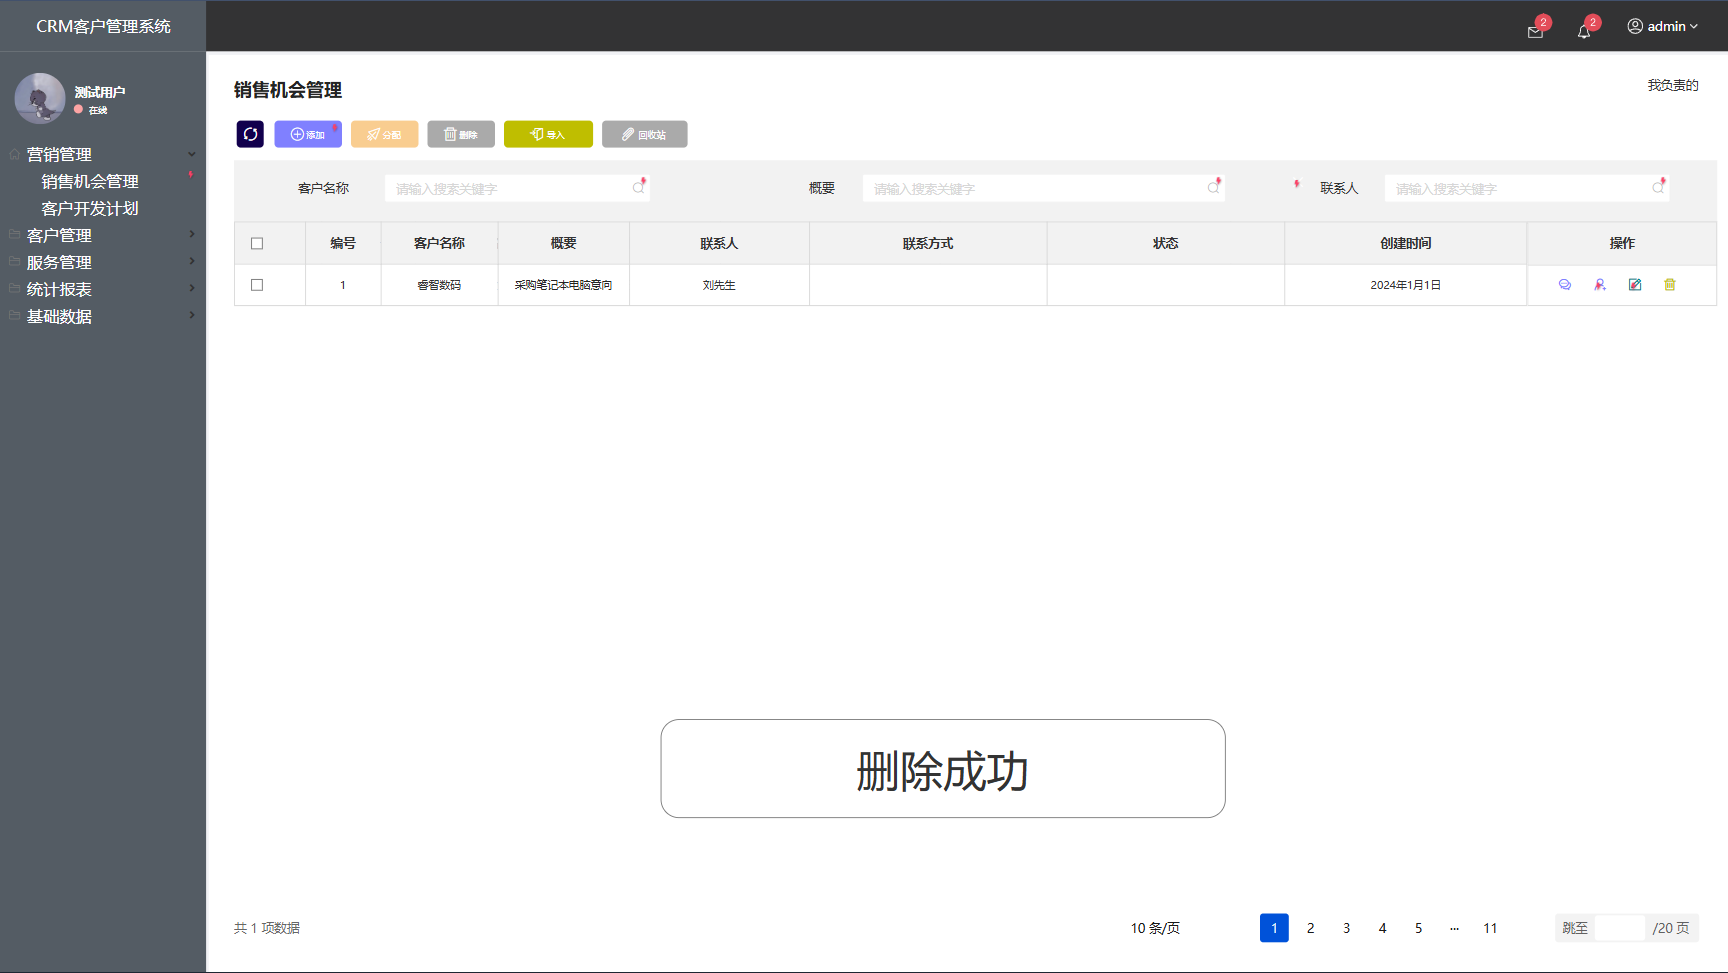 CRM客户管理系统
2
2
admin
测试用户
在线
营销管理
销售机会管理
客户开发计划
客户管理
服务管理
统计报表
基础数据
销售机会管理
我负责的
添加
分配
删除
导入
回收站
客户名称 请输入搜索关键字 概要 请输入搜索关键字 联系人 请输入搜索关键字
编号 客户名称 概要 联系人 联系方式 状态 创建时间 操作
1 睿智数码 采购笔记本电脑意向 刘先生 2024年1月1日
删除成功
共 1 项数据 10 条/页 1 2 3 4 5 ··· 11 跳至 /20 页